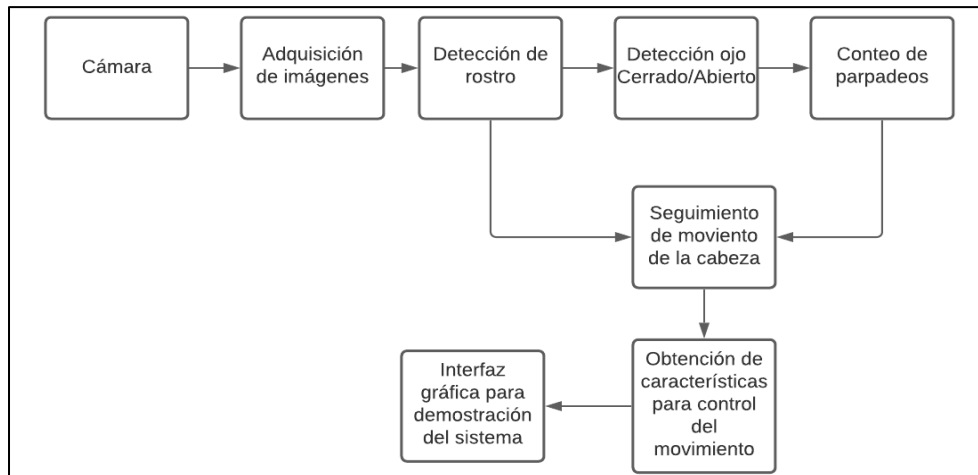 Cámara
Adquisición
de imágenes
Detección de
rostro
Detección ojo
Cerrado/Abierto
Conteo de
parpadeos
Seguimiento
de moviento
de la cabeza
Obtención de
características
para control
del
movimiento
Interfaz
gráfica para
demostración
del sistema